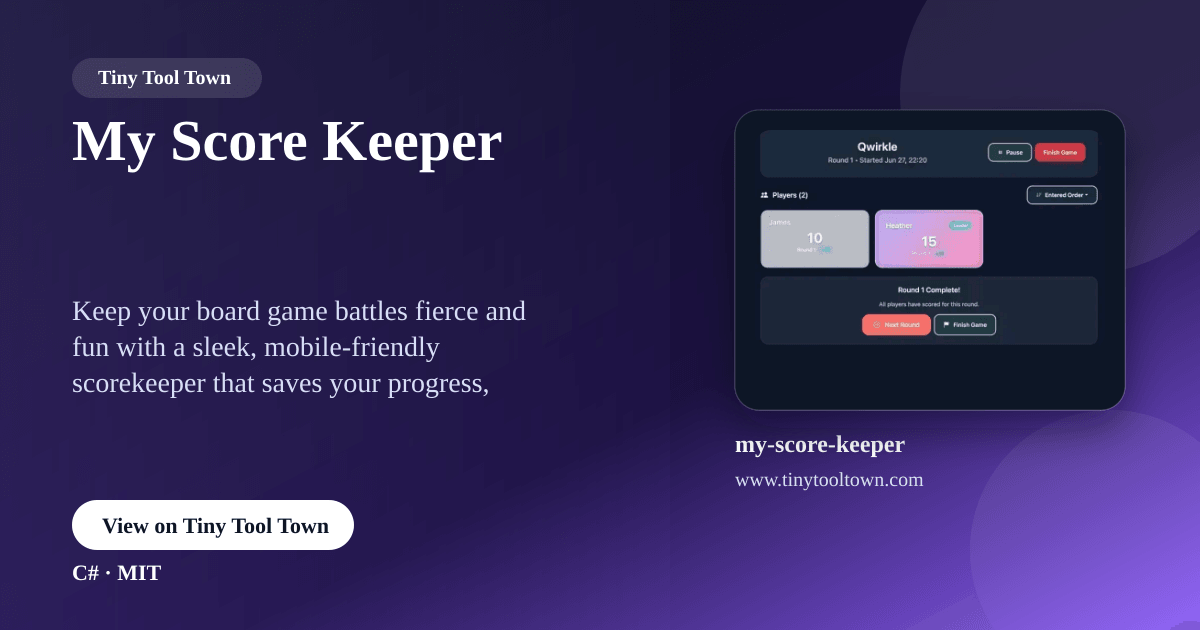 Tiny Tool Town
My Score Keeper
Keep your board game battles fierce and
fun with a sleek, mobile-friendly
scorekeeper that saves your progress,
View on Tiny Tool Town
C# · MIT
Qwirkle
Round 1 • Started Jun 27, 22:20
Pause
Finish Game
Players (2)
Entered Order
James
10
Round 1
Heather
Leader
15
Round 1 Complete!
All players have scored for this round.
Next Round
Finish Game
my-score-keeper
www.tinytooltown.com